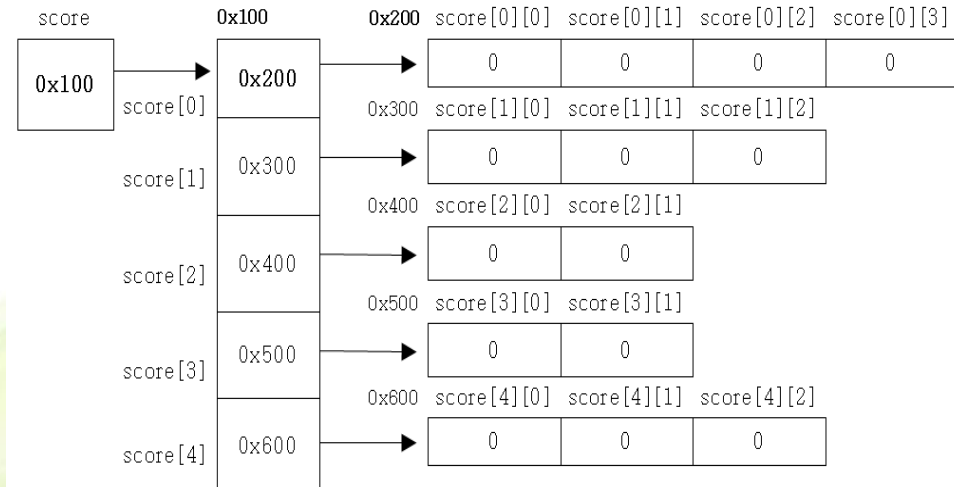 score 0x100 0x200 score[0][0] score[0][1] score[0][2] score[0][3]
0x100 0x200 0 0 0 0
score[0] 0x300 score[1][0] score[1][1] score[1][2]
score[1] 0x300 0 0 0
0x400 score[2][0] score[2][1]
score[2] 0x400 0 0
0x500 score[3][0] score[3][1]
score[3] 0x500 0 0
0x600 score[4][0] score[4][1] score[4][2]
score[4] 0x600 0 0 0